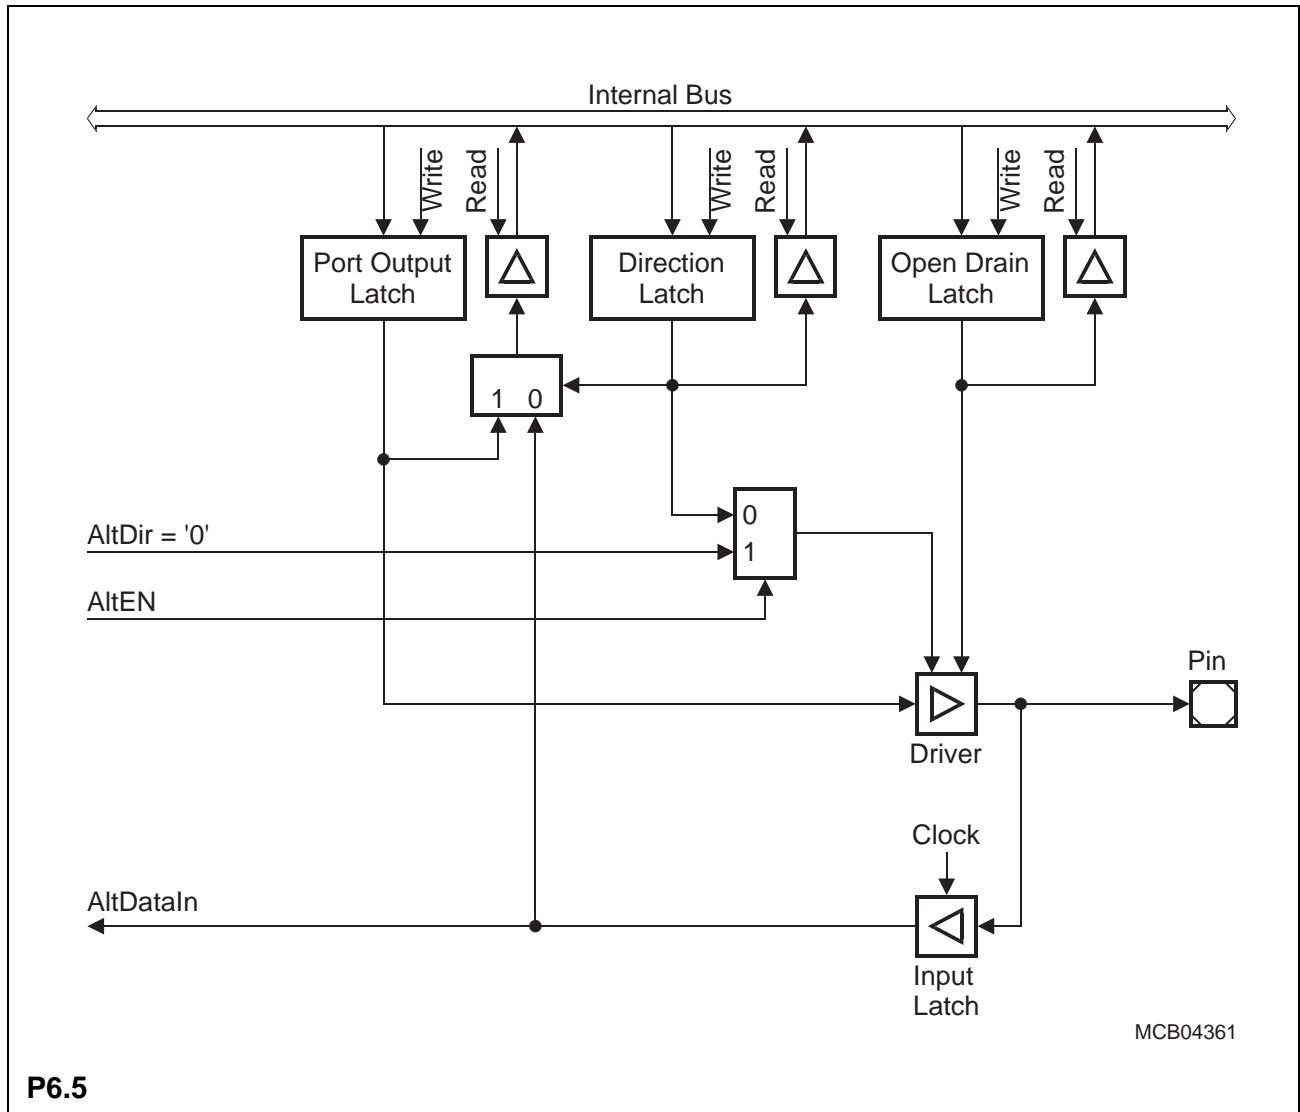 Internal Bus
Write
Read
Write
Read
Write
Read
Port Output
Latch
Direction
Latch
Open Drain
Latch
1 0
AltDir = '0'
0
1
AltEN
Pin
Driver
Clock
AltDataIn
Input
Latch
MCB04361
P6.5